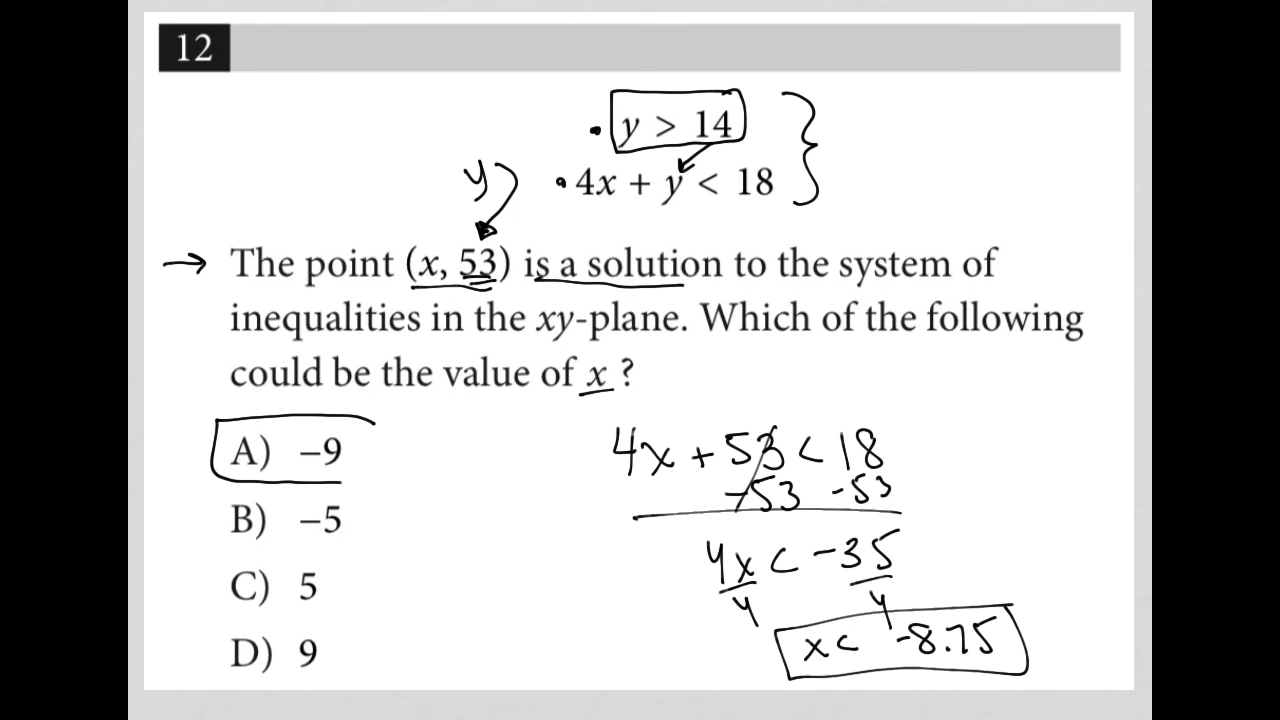 12
y > 14
y
4x + y < 18
The point (x, 53) is a solution to the system of
inequalities in the xy-plane. Which of the following
could be the value of x ?
A) −9
B) −5
C) 5
D) 9
4x + 53 < 18
-53 -53
4x < -35
4 4
x < -8.75